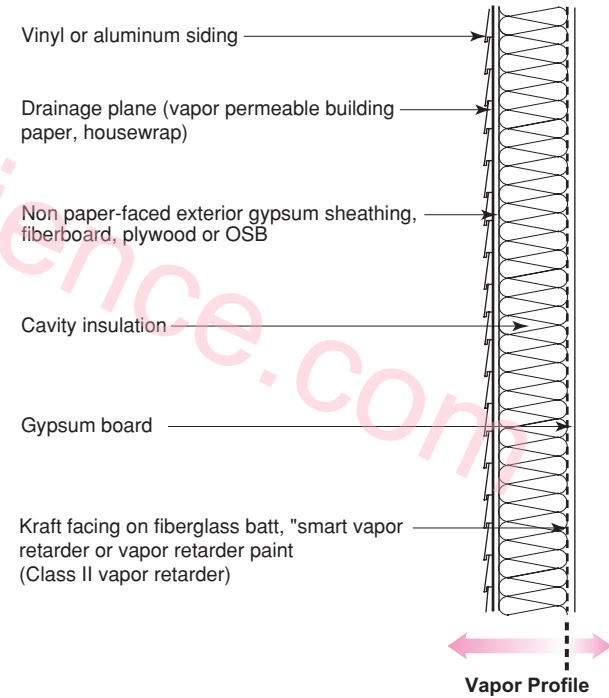 Vinyl or aluminum siding
Drainage plane (vapor permeable building
paper, housewrap)
Non paper-faced exterior gypsum sheathing,
fiberboard, plywood or OSB
Cavity insulation
Gypsum board
Kraft facing on fiberglass batt, "smart vapor
retarder or vapor retarder paint
(Class II vapor retarder)
Vapor Profile
ience.com